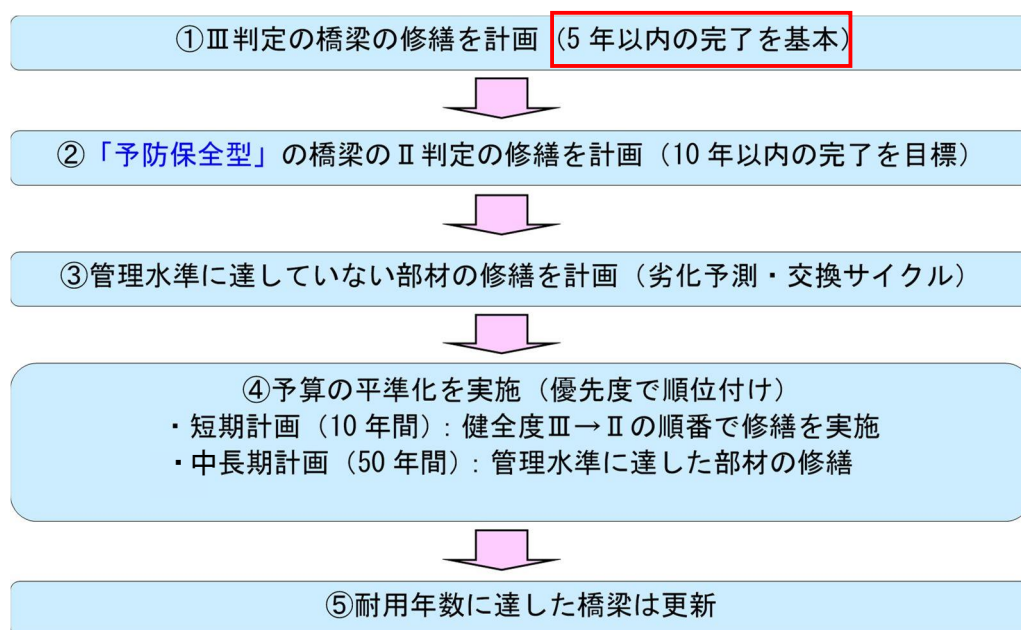 ①Ⅲ判定の橋梁の修繕を計画（5年以内の完了を基本）
②「予防保全型」の橋梁のⅡ判定の修繕を計画（10年以内の完了を目標）
③管理水準に達していない部材の修繕を計画（劣化予測・交換サイクル）
④予算の平準化を実施（優先度で順位付け）
・短期計画（10年間）：健全度Ⅲ→Ⅱの順番で修繕を実施
・中長期計画（50年間）：管理水準に達した部材の修繕
⑤耐用年数に達した橋梁は更新